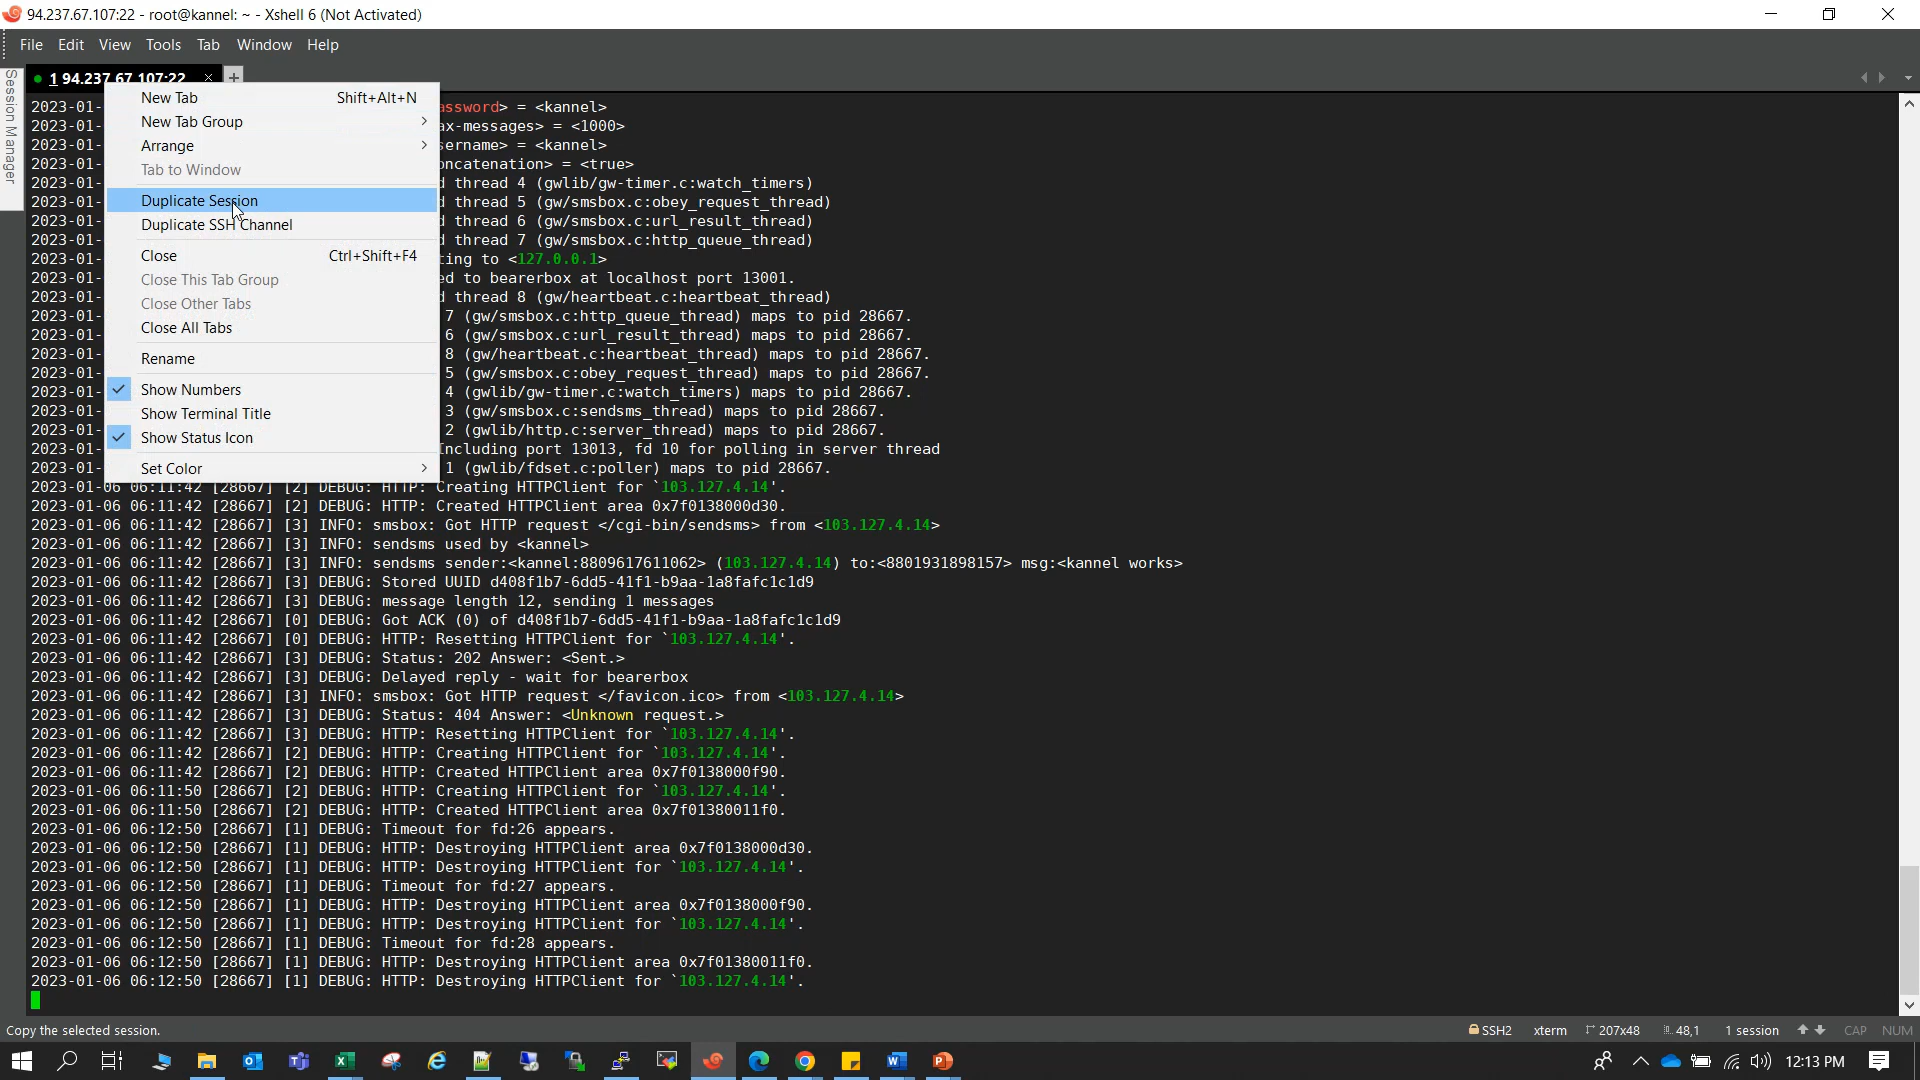 94.237.67.107:22 - root@kannel: ~ - Xshell 6 (Not Activated)
File Edit View Tools Tab Window Help
Session Manager
1 94.237.67.107:22 × +
New Tab Shift+Alt+N
New Tab Group >
Arrange >
Tab to Window
Duplicate Session
Duplicate SSH Channel
Close Ctrl+Shift+F4
Close This Tab Group
Close Other Tabs
Close All Tabs
Rename
Show Numbers
Show Terminal Title
Show Status Icon
Set Color >
2023-01- assword> = <kannel>
2023-01- ax-messages> = <1000>
2023-01- sername> = <kannel>
2023-01- oncatenation> = <true>
2023-01- d thread 4 (gwlib/gw-timer.c:watch_timers)
2023-01- d thread 5 (gw/smsbox.c:obey_request_thread)
2023-01- d thread 6 (gw/smsbox.c:url_result_thread)
2023-01- d thread 7 (gw/smsbox.c:http_queue_thread)
2023-01- ting to <127.0.0.1>
2023-01- ed to bearerbox at localhost port 13001.
2023-01- d thread 8 (gw/heartbeat.c:heartbeat_thread)
2023-01- 7 (gw/smsbox.c:http_queue_thread) maps to pid 28667.
2023-01- 6 (gw/smsbox.c:url_result_thread) maps to pid 28667.
2023-01- 8 (gw/heartbeat.c:heartbeat_thread) maps to pid 28667.
2023-01- 5 (gw/smsbox.c:obey_request_thread) maps to pid 28667.
2023-01- 4 (gwlib/gw-timer.c:watch_timers) maps to pid 28667.
2023-01- 3 (gw/smsbox.c:sendsms_thread) maps to pid 28667.
2023-01- 2 (gwlib/http.c:server_thread) maps to pid 28667.
2023-01- Including port 13013, fd 10 for polling in server thread
2023-01- 1 (gwlib/fdset.c:poller) maps to pid 28667.
2023-01-06 06:11:42 [28667] [2] DEBUG: HTTP: Creating HTTPClient for `103.127.4.14'.
2023-01-06 06:11:42 [28667] [2] DEBUG: HTTP: Created HTTPClient area 0x7f0138000d30.
2023-01-06 06:11:42 [28667] [3] INFO: smsbox: Got HTTP request </cgi-bin/sendsms> from <103.127.4.14>
2023-01-06 06:11:42 [28667] [3] INFO: sendsms used by <kannel>
2023-01-06 06:11:42 [28667] [3] INFO: sendsms sender:<kannel:8809617611062> (103.127.4.14) to:<8801931898157> msg:<kannel works>
2023-01-06 06:11:42 [28667] [3] DEBUG: Stored UUID d408f1b7-6dd5-41f1-b9aa-1a8fafc1c1d9
2023-01-06 06:11:42 [28667] [3] DEBUG: message length 12, sending 1 messages
2023-01-06 06:11:42 [28667] [0] DEBUG: Got ACK (0) of d408f1b7-6dd5-41f1-b9aa-1a8fafc1c1d9
2023-01-06 06:11:42 [28667] [0] DEBUG: HTTP: Resetting HTTPClient for `103.127.4.14'.
2023-01-06 06:11:42 [28667] [3] DEBUG: Status: 202 Answer: <Sent.>
2023-01-06 06:11:42 [28667] [3] DEBUG: Delayed reply - wait for bearerbox
2023-01-06 06:11:42 [28667] [3] INFO: smsbox: Got HTTP request </favicon.ico> from <103.127.4.14>
2023-01-06 06:11:42 [28667] [3] DEBUG: Status: 404 Answer: <Unknown request.>
2023-01-06 06:11:42 [28667] [3] DEBUG: HTTP: Resetting HTTPClient for `103.127.4.14'.
2023-01-06 06:11:42 [28667] [2] DEBUG: HTTP: Creating HTTPClient for `103.127.4.14'.
2023-01-06 06:11:42 [28667] [2] DEBUG: HTTP: Created HTTPClient area 0x7f0138000f90.
2023-01-06 06:11:50 [28667] [2] DEBUG: HTTP: Creating HTTPClient for `103.127.4.14'.
2023-01-06 06:11:50 [28667] [2] DEBUG: HTTP: Created HTTPClient area 0x7f01380011f0.
2023-01-06 06:12:50 [28667] [1] DEBUG: Timeout for fd:26 appears.
2023-01-06 06:12:50 [28667] [1] DEBUG: HTTP: Destroying HTTPClient area 0x7f0138000d30.
2023-01-06 06:12:50 [28667] [1] DEBUG: HTTP: Destroying HTTPClient for `103.127.4.14'.
2023-01-06 06:12:50 [28667] [1] DEBUG: Timeout for fd:27 appears.
2023-01-06 06:12:50 [28667] [1] DEBUG: HTTP: Destroying HTTPClient area 0x7f0138000f90.
2023-01-06 06:12:50 [28667] [1] DEBUG: HTTP: Destroying HTTPClient for `103.127.4.14'.
2023-01-06 06:12:50 [28667] [1] DEBUG: Timeout for fd:28 appears.
2023-01-06 06:12:50 [28667] [1] DEBUG: HTTP: Destroying HTTPClient area 0x7f01380011f0.
2023-01-06 06:12:50 [28667] [1] DEBUG: HTTP: Destroying HTTPClient for `103.127.4.14'.
Copy the selected session. SSH2 xterm 207x48 48,1 1 session CAP NUM
12:13 PM